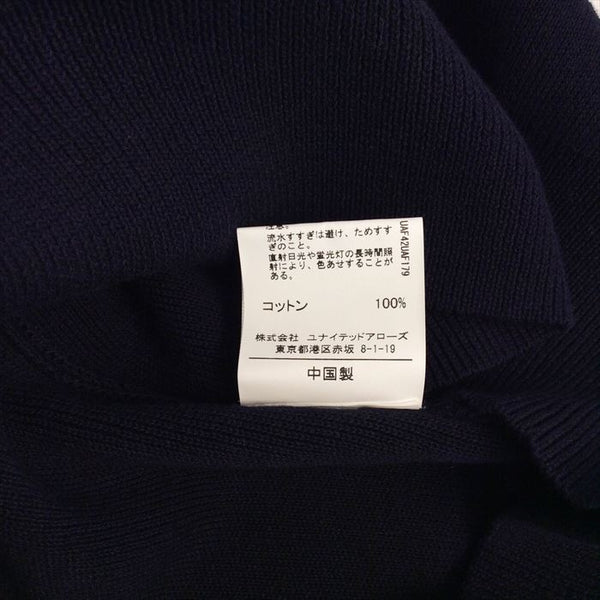 注意。
流水すすぎは避け、ためすす
ぎのこと。
直射日光や蛍光灯の長時間照
射により、色あせすることが
ある。
コットン 100%
株式会社 ユナイテッドアローズ
東京都港区赤坂 8-1-19
中国製
UAF42UAF179